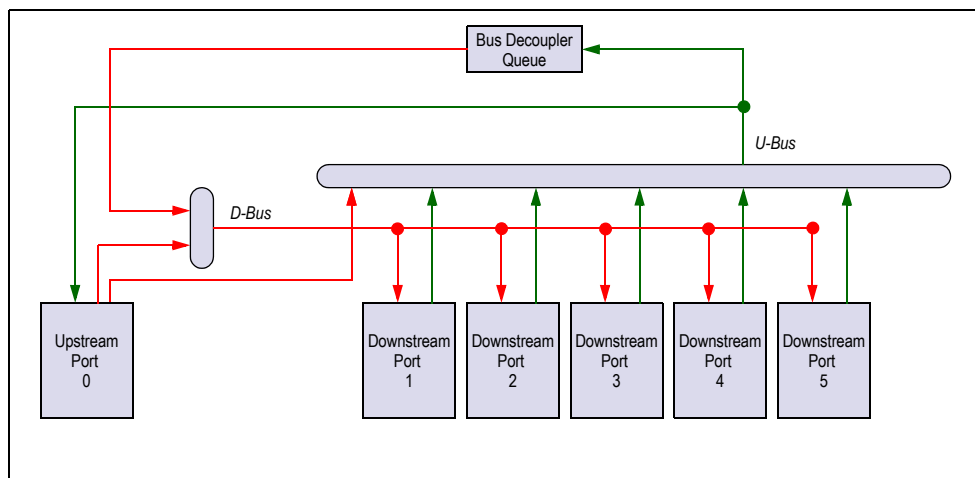 Bus Decoupler
Queue
U-Bus
D-Bus
Upstream
Port
0
Downstream
Port
1
Downstream
Port
2
Downstream
Port
3
Downstream
Port
4
Downstream
Port
5